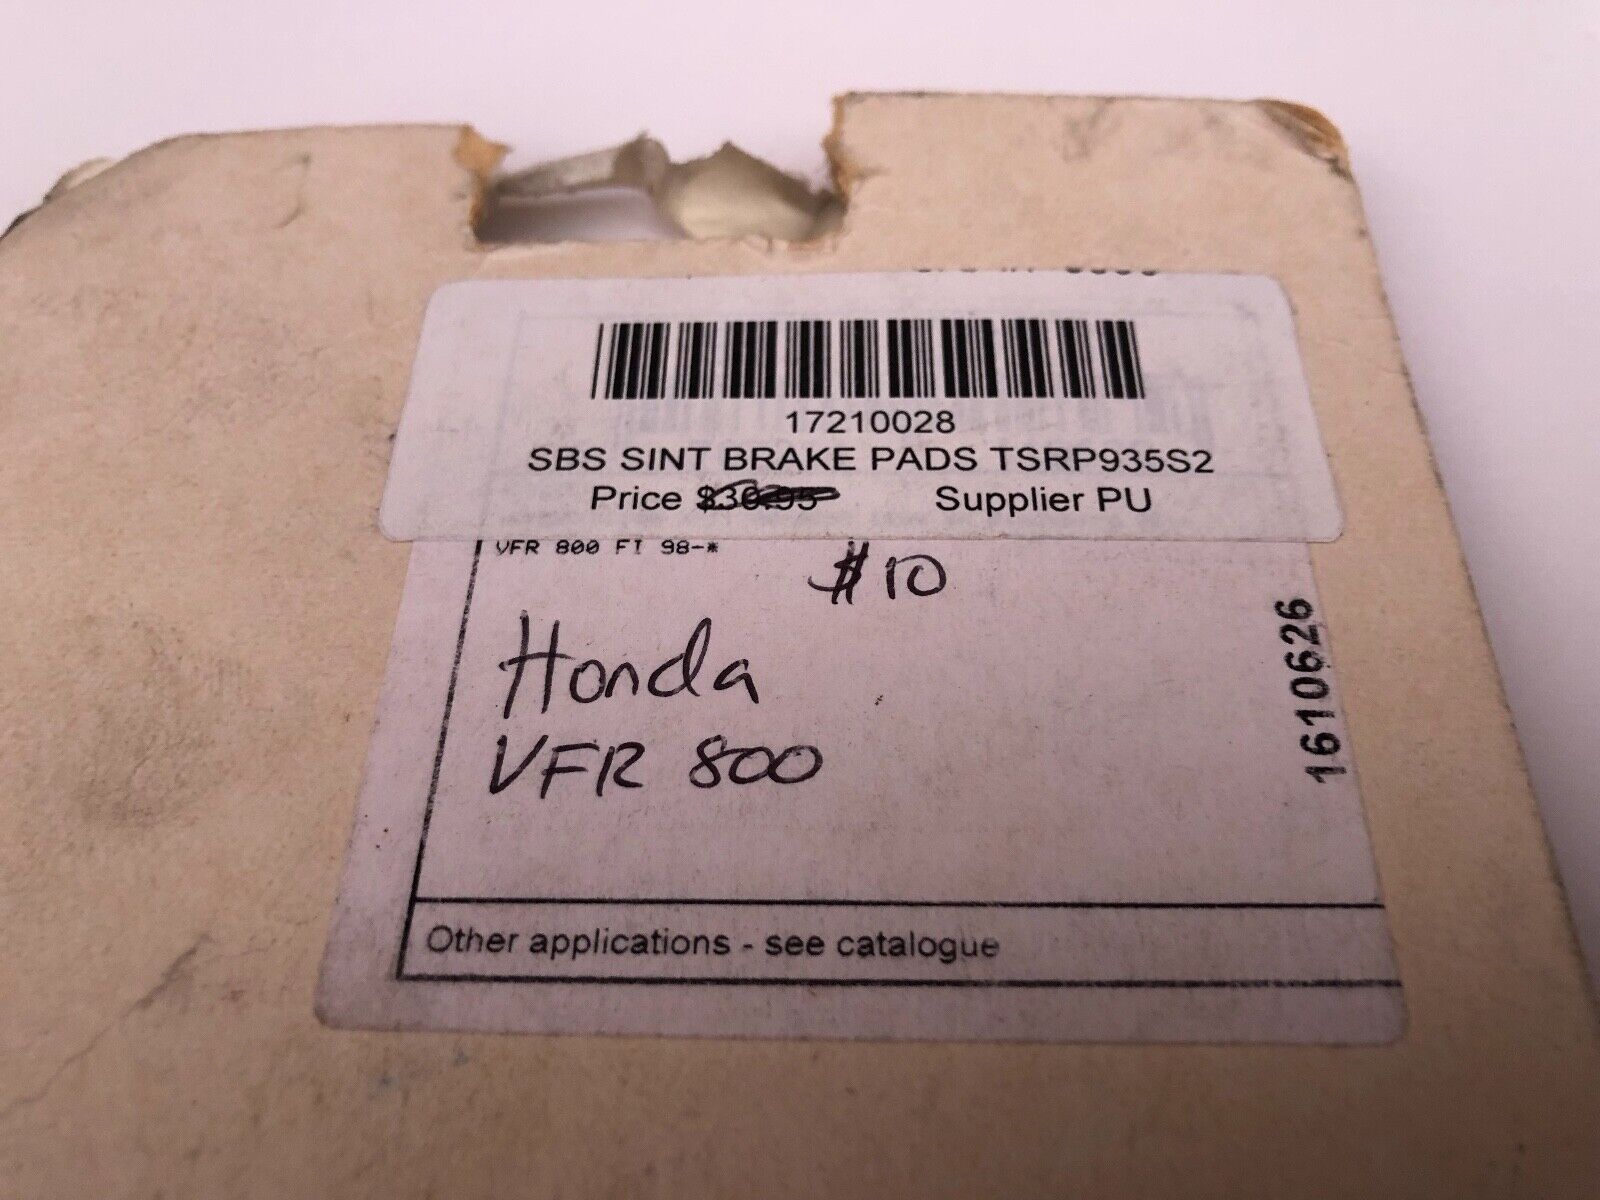 17210028
SBS SINT BRAKE PADS TSRP935S2
Price $30.95 Supplier PU
VFR 800 FI 98-*
$10
Honda
VFR 800
1610626
Other applications - see catalogue